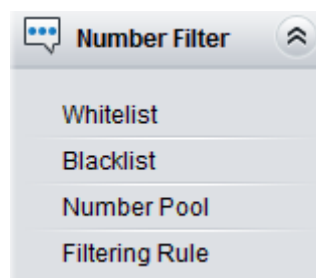 Number Filter
Whitelist
Blacklist
Number Pool
Filtering Rule